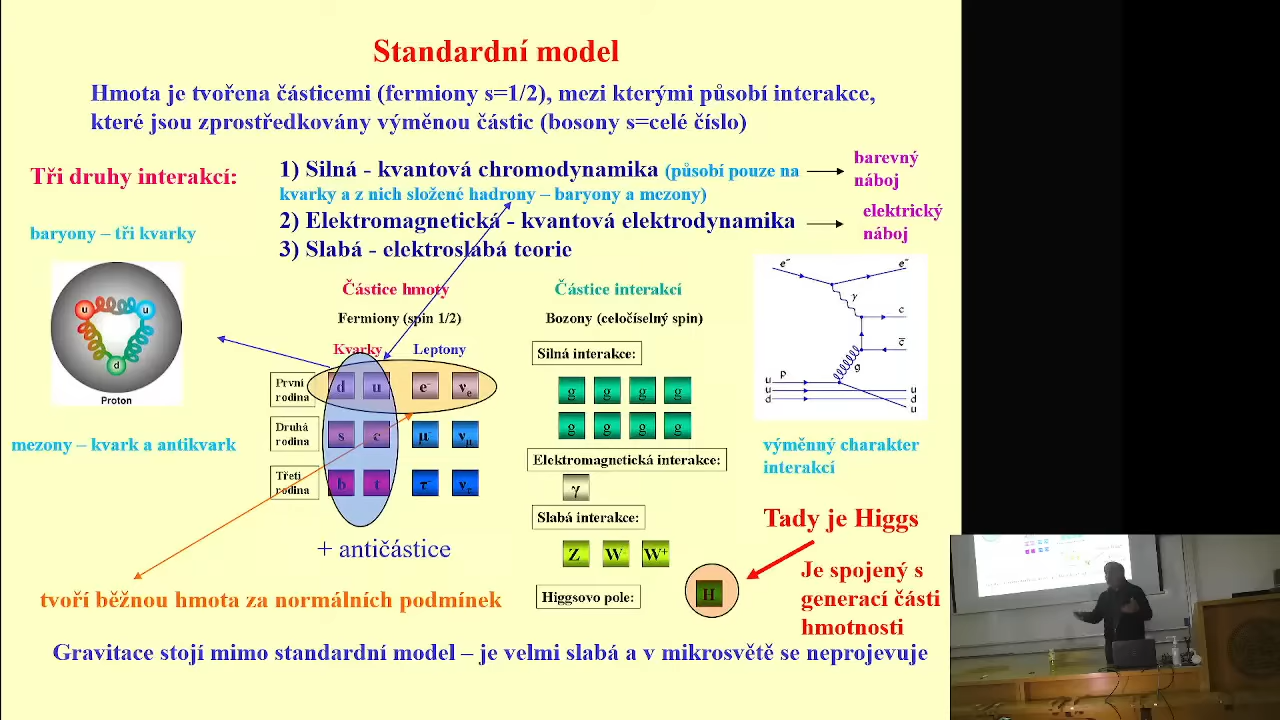 Standardní model
Hmota je tvořena částicemi (fermiony s=1/2), mezi kterými působí interakce,
které jsou zprostředkovány výměnou částic (bosony s=celé číslo)
Tři druhy interakcí:
1) Silná - kvantová chromodynamika (působí pouze na
kvarky a z nich složené hadrony – baryony a mezony)
2) Elektromagnetická - kvantová elektrodynamika
3) Slabá - elektroslabá teorie
barevný
náboj
elektrický
náboj
baryony – tři kvarky
u
u
d
Proton
mezony – kvark a antikvark
Částice hmoty
Fermiony (spin 1/2)
Kvarky Leptony
První
rodina
d u e⁻ νe
Druhá
rodina
s c μ⁻ νμ
Třetí
rodina
b t τ⁻ ντ
+ antičástice
Částice interakcí
Bozony (celočíselný spin)
Silná interakce:
g g g g
g g g g
Elektromagnetická interakce:
γ
Slabá interakce:
Z W⁻ W⁺
Higgsovo pole:
H
e⁻ e⁻
γ
c
c̄
g
p
u
u
d
u
d
u
výměnný charakter
interakcí
Tady je Higgs
Je spojený s
generací části
hmotnosti
tvoří běžnou hmota za normálních podmínek
Gravitace stojí mimo standardní model – je velmi slabá a v mikrosvětě se neprojevuje